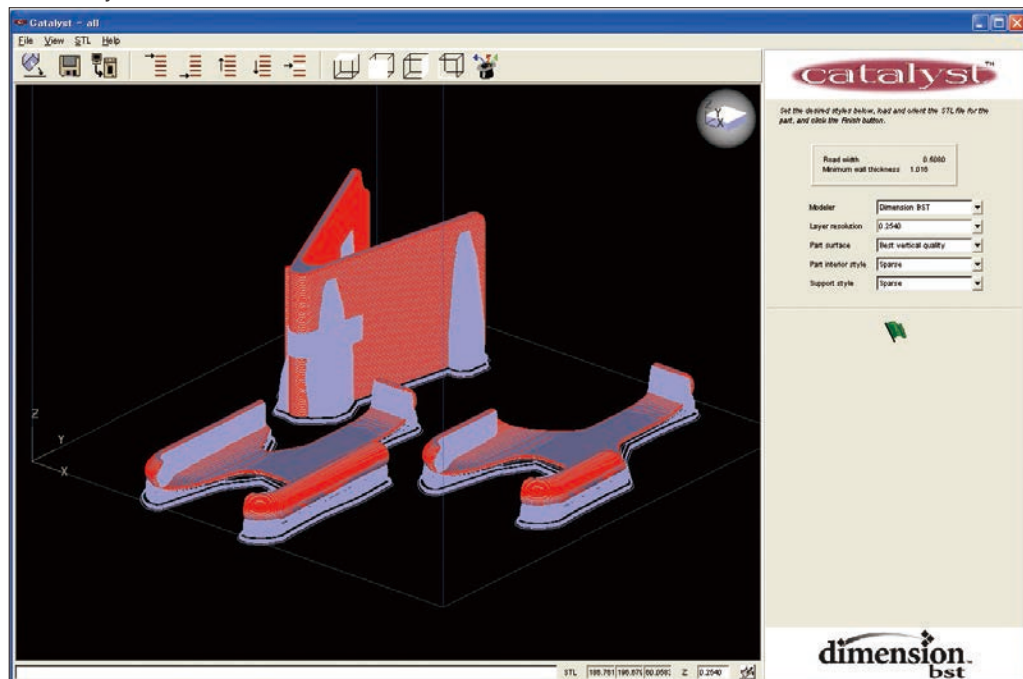 Catalyst - all
File View STL Help
catalyst™
Set the desired styles below, load and orient the STL file for the
part, and click the Finish button.
Road width 0.5080
Minimum wall thickness 1.016
Modeler Dimension BST
Layer resolution 0.2540
Part surface Best vertical quality
Part interior style Sparse
Support style Sparse
Z
Y
X
Z
Y
X
STL Z 0.2540
dimension™
bst